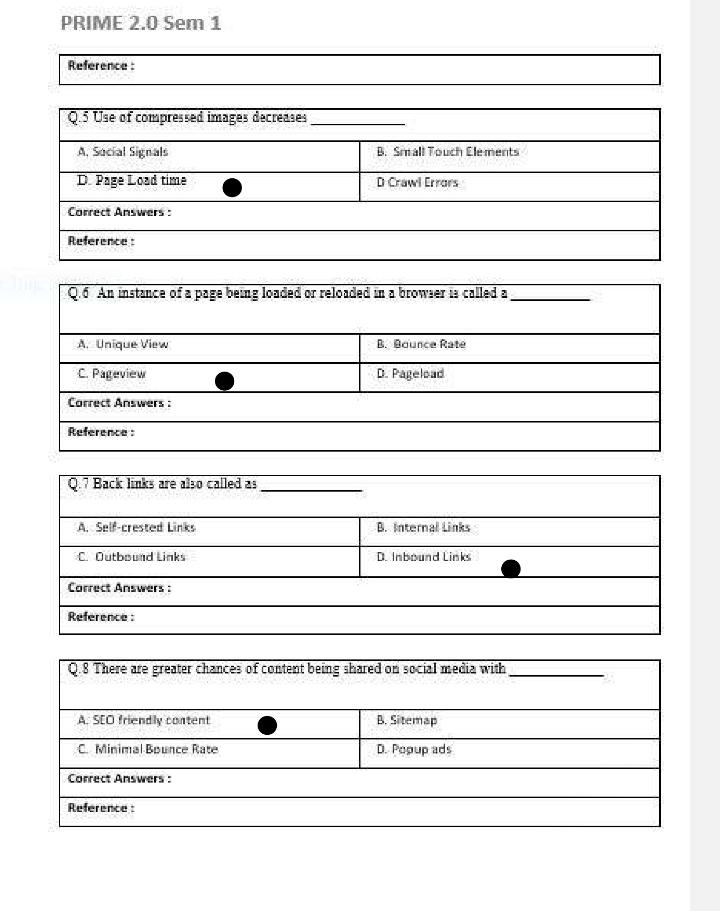 PRIME 2.0 Sem 1
Reference :
Q.5 Use of compressed images decreases ____________
A. Social Signals
B. Small Touch Elements
D. Page Load time
D Crawl Errors
Correct Answers :
Reference :
Q.6 An instance of a page being loaded or reloaded in a browser is called a __________
A. Unique View
B. Bounce Rate
C. Pageview
D. Pageload
Correct Answers :
Reference :
Q.7 Back links are also called as _____________
A. Self-crested Links
B. Internal Links
C. Outbound Links
D. Inbound Links
Correct Answers :
Reference :
Q.8 There are greater chances of content being shared on social media with ____________
A. SEO friendly content
B. Sitemap
C. Minimal Bounce Rate
D. Popup ads
Correct Answers :
Reference :